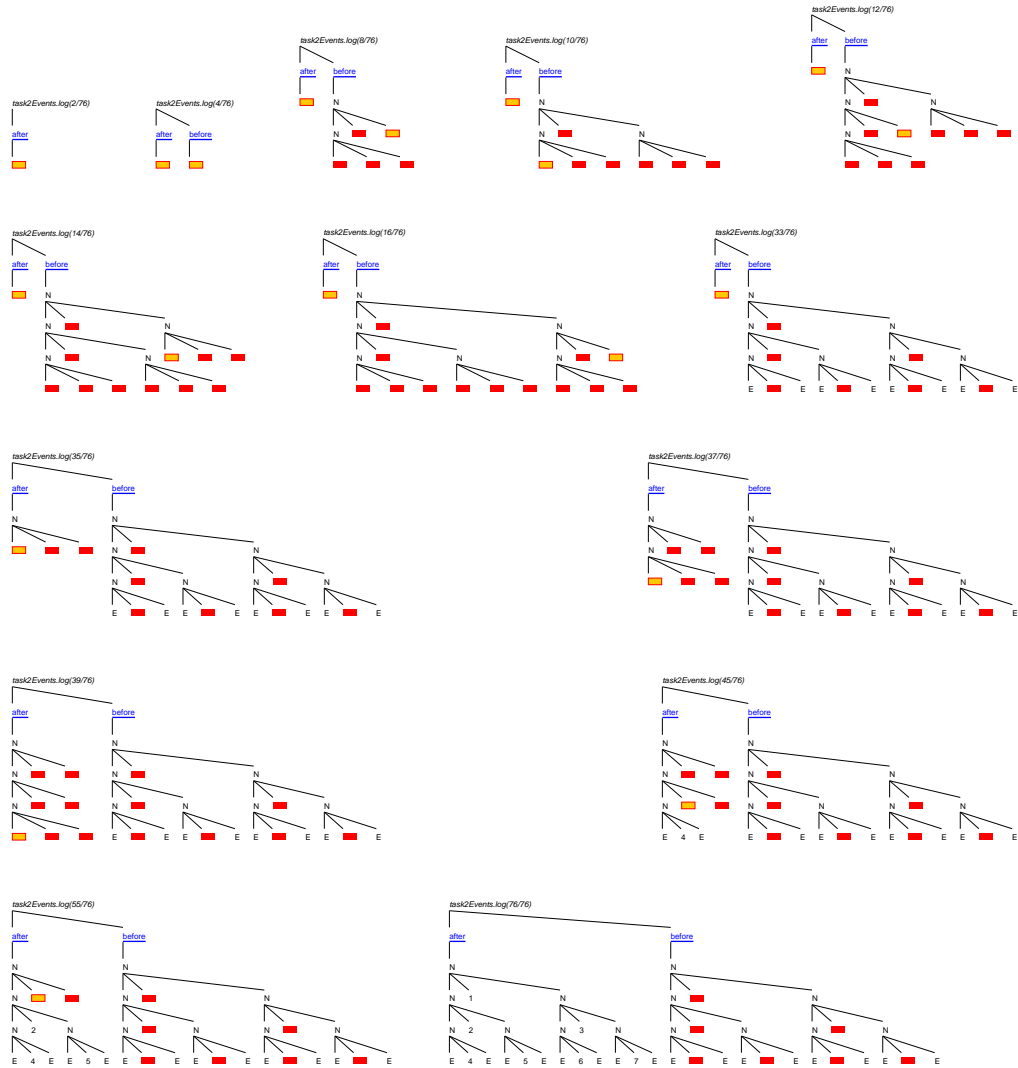 task2Events.log(2/76)
after
task2Events.log(4/76)
after before
task2Events.log(8/76)
after before
N
N
task2Events.log(10/76)
after before
N
N N
task2Events.log(12/76)
after before
N
N N
N
task2Events.log(14/76)
after before
N
N N
N N
task2Events.log(16/76)
after before
N
N N
N N N
task2Events.log(33/76)
after before
N
N N
N N N N
E E E E E E E E
task2Events.log(35/76)
after before
N N
N N
N N N N
E E E E E E E E
task2Events.log(37/76)
after before
N N
N N N
N N N N
E E E E E E E E
task2Events.log(39/76)
after before
N N
N N N
N N N N N
E E E E E E E E
task2Events.log(45/76)
after before
N N
N N N
N N N N N
E 4 E E E E E E E E E
task2Events.log(55/76)
after before
N N
N N N
N 2 N N N N N
E 4 E E 5 E E E E E E E E E
task2Events.log(76/76)
after before
N N
N 1 N N N
N 2 N N 3 N N N N N
E 4 E E 5 E E 6 E E 7 E E E E E E E E E